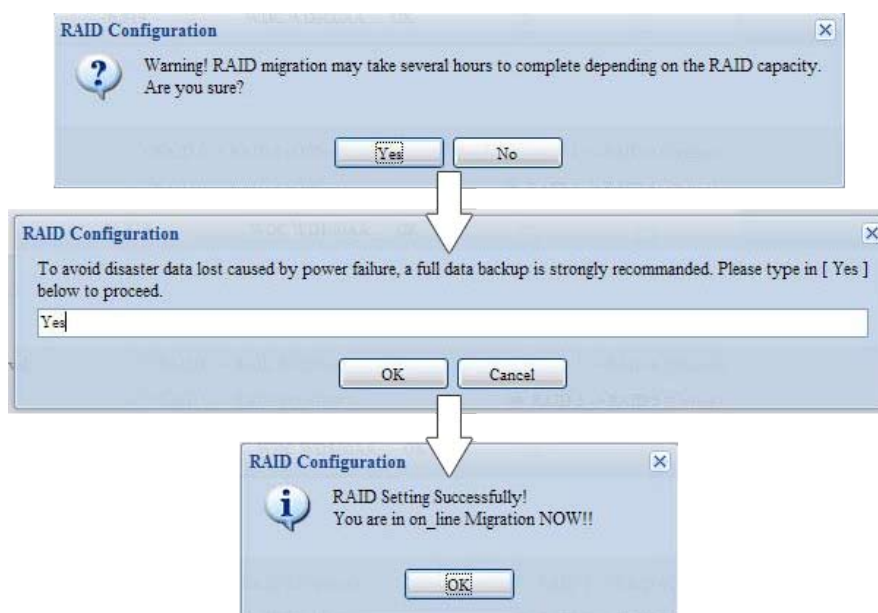 RAID Configuration
Warning! RAID migration may take several hours to complete depending on the RAID capacity.
Are you sure?
Yes
No
RAID Configuration
To avoid disaster data lost caused by power failure, a full data backup is strongly recommanded. Please type in [ Yes ]
below to proceed.
Yes
OK
Cancel
RAID Configuration
RAID Setting Successfully!
You are in on_line Migration NOW!!
OK